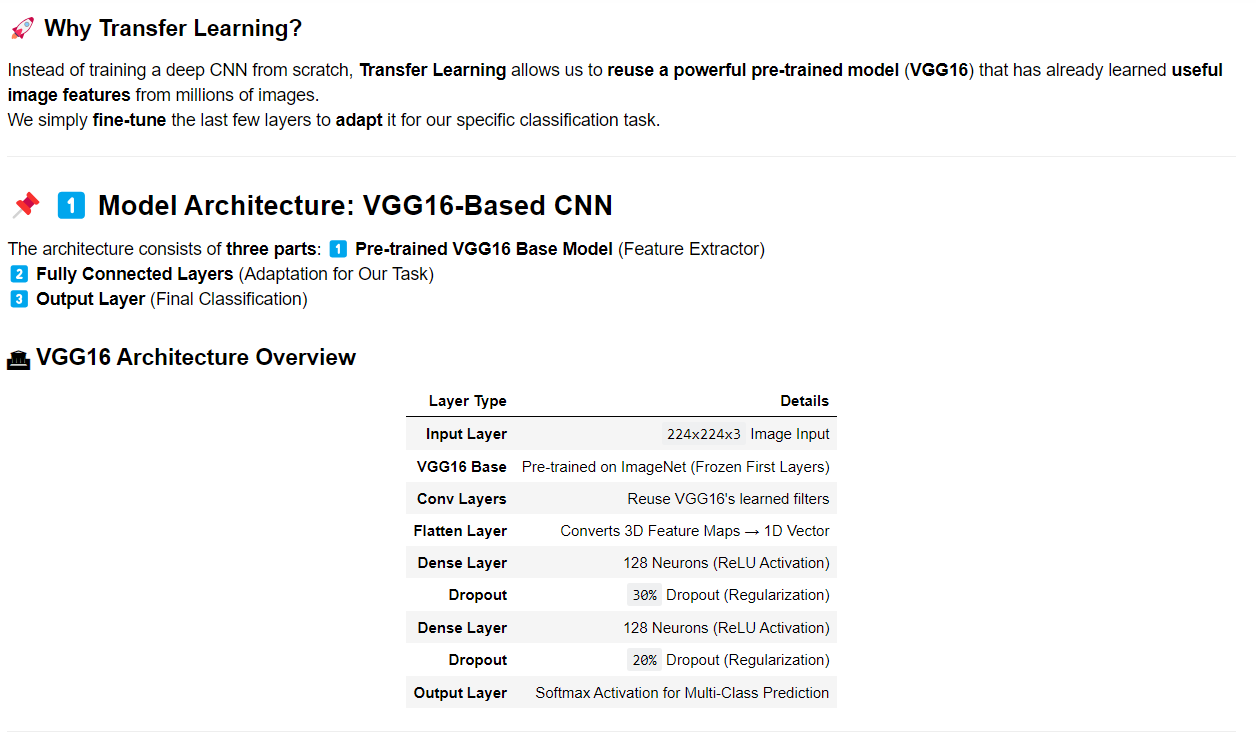 🚀 Why Transfer Learning?
Instead of training a deep CNN from scratch, Transfer Learning allows us to reuse a powerful pre-trained model (VGG16) that has already learned useful
image features from millions of images.
We simply fine-tune the last few layers to adapt it for our specific classification task.
📌 1️⃣ Model Architecture: VGG16-Based CNN
The architecture consists of three parts: 1️⃣ Pre-trained VGG16 Base Model (Feature Extractor)
2️⃣ Fully Connected Layers (Adaptation for Our Task)
3️⃣ Output Layer (Final Classification)
🏛 VGG16 Architecture Overview
Layer Type Details
Input Layer 224x224x3 Image Input
VGG16 Base Pre-trained on ImageNet (Frozen First Layers)
Conv Layers Reuse VGG16's learned filters
Flatten Layer Converts 3D Feature Maps → 1D Vector
Dense Layer 128 Neurons (ReLU Activation)
Dropout 30% Dropout (Regularization)
Dense Layer 128 Neurons (ReLU Activation)
Dropout 20% Dropout (Regularization)
Output Layer Softmax Activation for Multi-Class Prediction